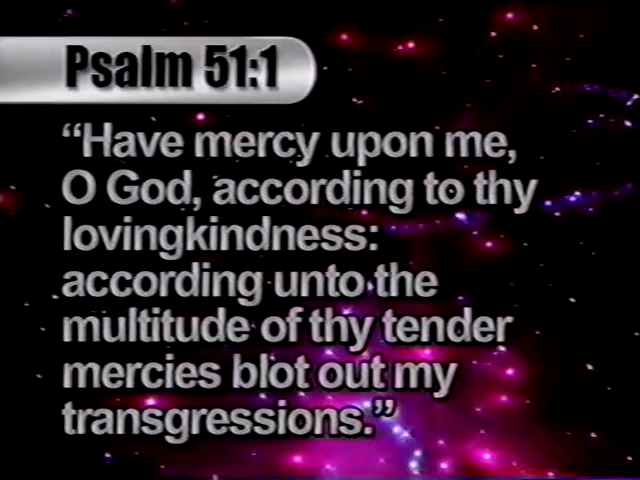 Psalm 51:1
“Have mercy upon me,
O God, according to thy
lovingkindness:
according unto the
multitude of thy tender
mercies blot out my
transgressions.”